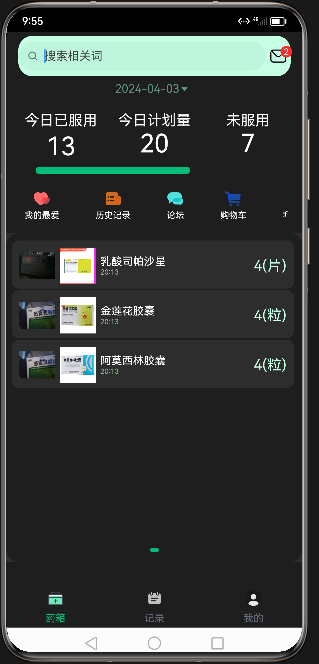 9:55
搜索相关词
2
2024-04-03
今日已服用
今日计划量
未服用
13
20
7
我的最爱
历史记录
论坛
购物车
乳酸司帕沙星
20:13
4(片)
金莲花胶囊
20:13
4(粒)
阿莫西林胶囊
20:13
4(粒)
药箱
记录
我的